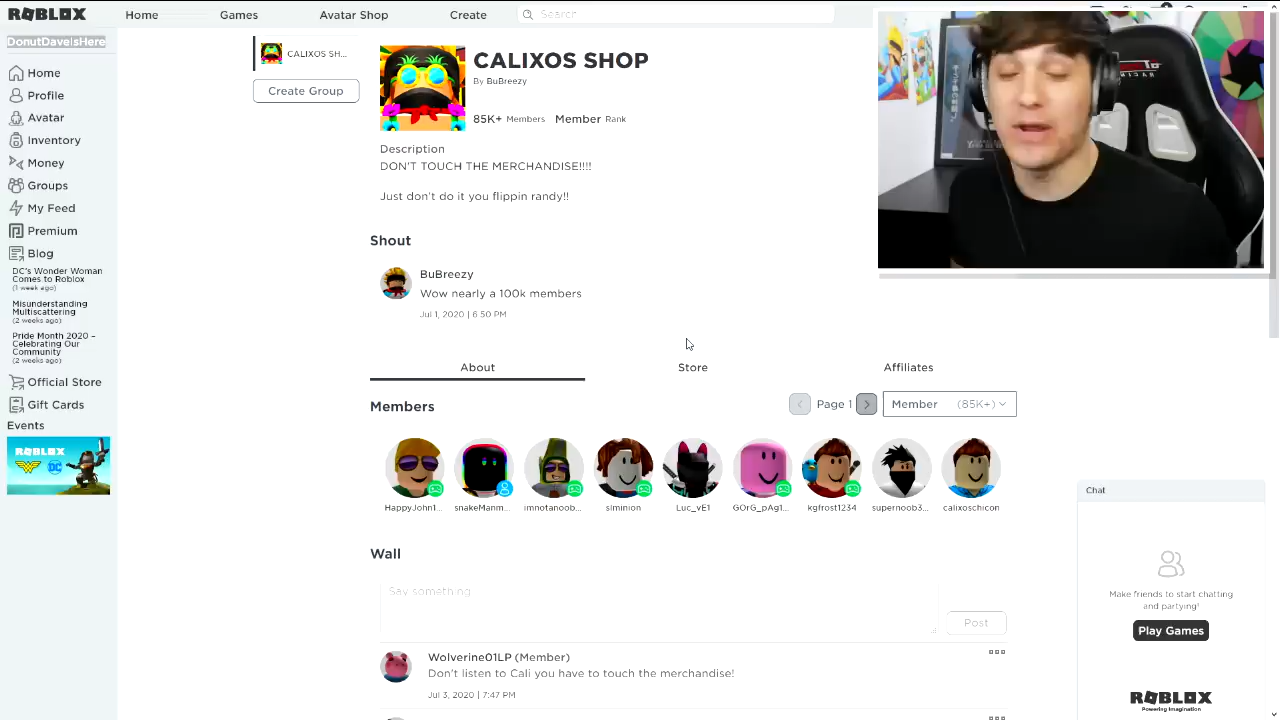 ROBLOX
Home Games Avatar Shop Create Search
DonutDaveIsHere
Home
Profile
Avatar
Inventory
Money
Groups
My Feed
Premium
Blog
DC's Wonder Woman
Comes to Roblox
(1 week ago)
Misunderstanding
Multiscattering
(2 weeks ago)
Pride Month 2020 –
Celebrating Our
Community
(2 weeks ago)
Official Store
Gift Cards
Events
ROBLOX
DC
CALIXOS SH...
Create Group
CALIXOS SHOP
By BuBreezy
85K+ Members Member Rank
Description
DON'T TOUCH THE MERCHANDISE!!!!
Just don't do it you flippin randy!!
Shout
BuBreezy
Wow nearly a 100k members
Jul 1, 2020 | 6:50 PM
About Store Affiliates
Members
Page 1
Member (85K+)
HappyJohn1... snakeManm... imnotanoob... slminion Luc_vE1 GOrG_pAg1... kgfrost1234 supernoob3... calixoschicon
Wall
Say something
Post
Wolverine01LP (Member)
Don't listen to Cali you have to touch the merchandise!
Jul 3, 2020 | 7:47 PM
Chat
Make friends to start chatting
and partying!
Play Games
ROBLOX
Powering Imagination
RACING